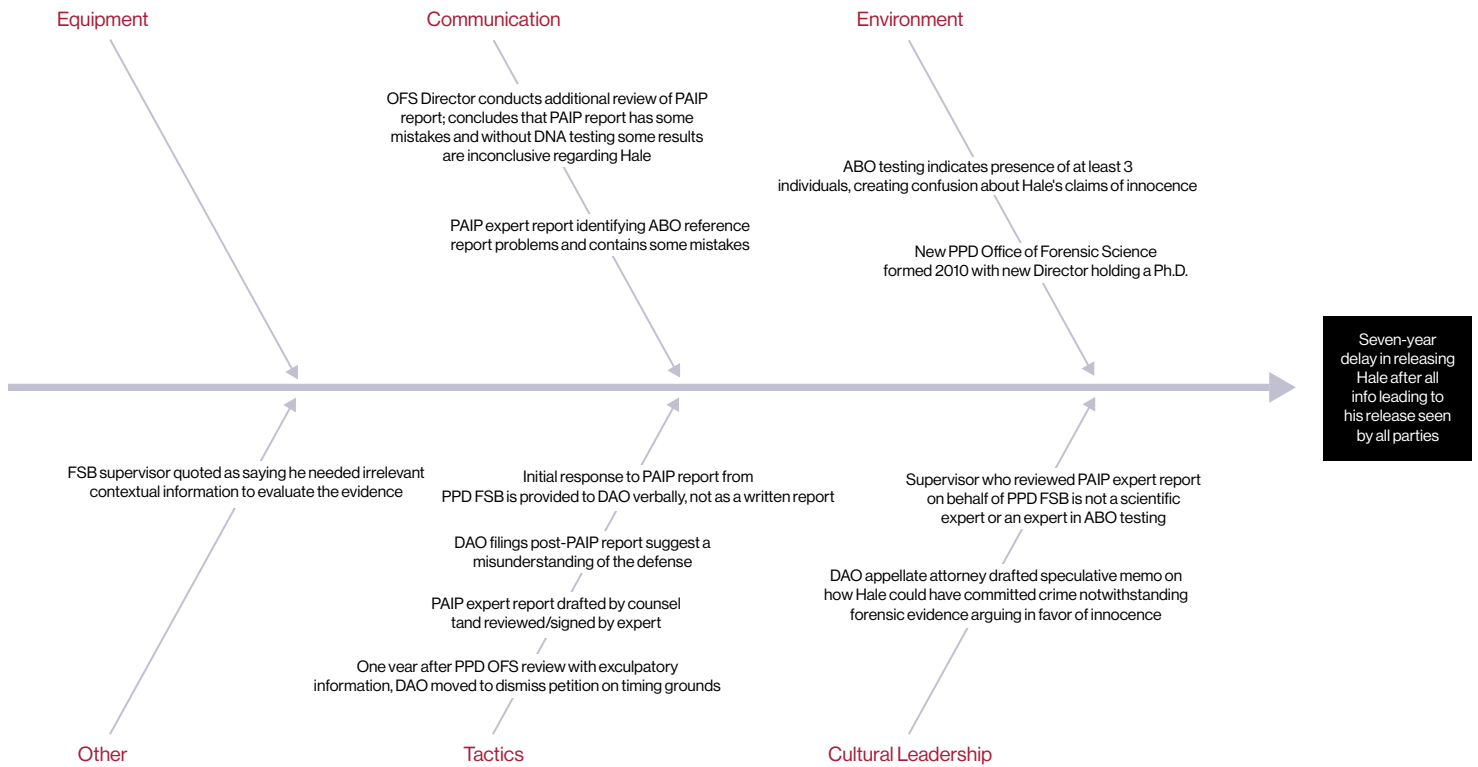 Equipment
Communication
Environment
OFS Director conducts additional review of PAIP
report; concludes that PAIP report has some
mistakes and without DNA testing some results
are inconclusive regarding Hale
PAIP expert report identifying ABO reference
report problems and contains some mistakes
ABO testing indicates presence of at least 3
individuals, creating confusion about Hale's claims of innocence
New PPD Office of Forensic Science
formed 2010 with new Director holding a Ph.D.
Seven-year
delay in releasing
Hale after all
info leading to
his release seen
by all parties
FSB supervisor quoted as saying he needed irrelevant
contextual information to evaluate the evidence
Initial response to PAIP report from
PPD FSB is provided to DAO verbally, not as a written report
DAO filings post-PAIP report suggest a
misunderstanding of the defense
PAIP expert report drafted by counsel
tand reviewed/signed by expert
One vear after PPD OFS review with exculpatory
information, DAO moved to dismiss petition on timing grounds
Supervisor who reviewed PAIP expert report
on behalf of PPD FSB is not a scientific
expert or an expert in ABO testing
DAO appellate attorney drafted speculative memo on
how Hale could have committed crime notwithstanding
forensic evidence arguing in favor of innocence
Other
Tactics
Cultural Leadership